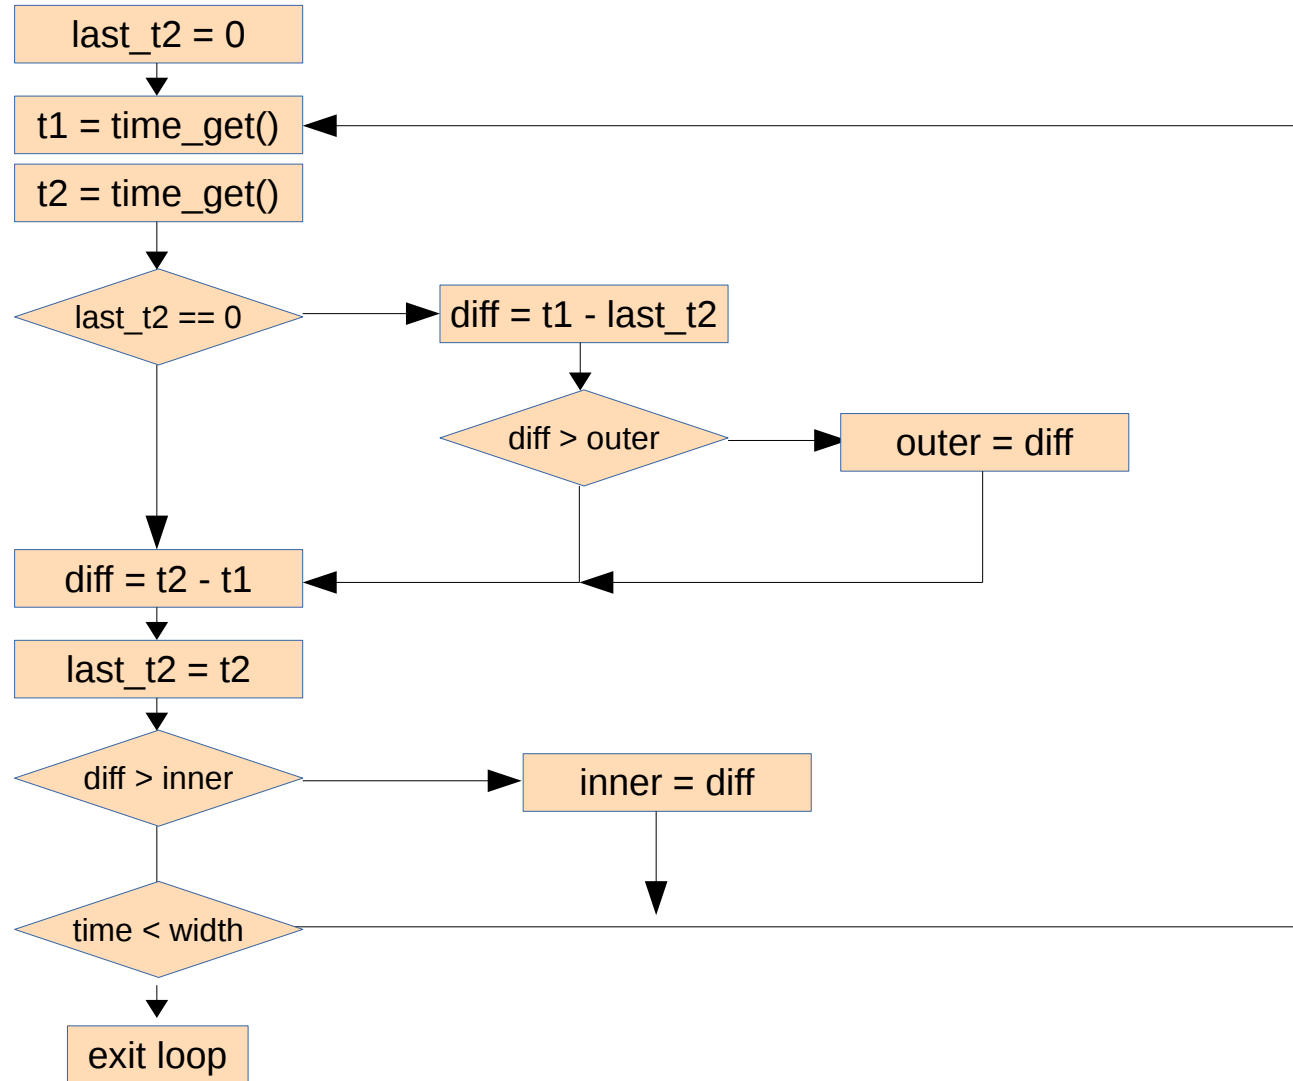 last_t2 = 0
t1 = time_get()
t2 = time_get()
last_t2 == 0
diff = t1 - last_t2
diff > outer
outer = diff
diff = t2 - t1
last_t2 = t2
diff > inner
inner = diff
time < width
exit loop